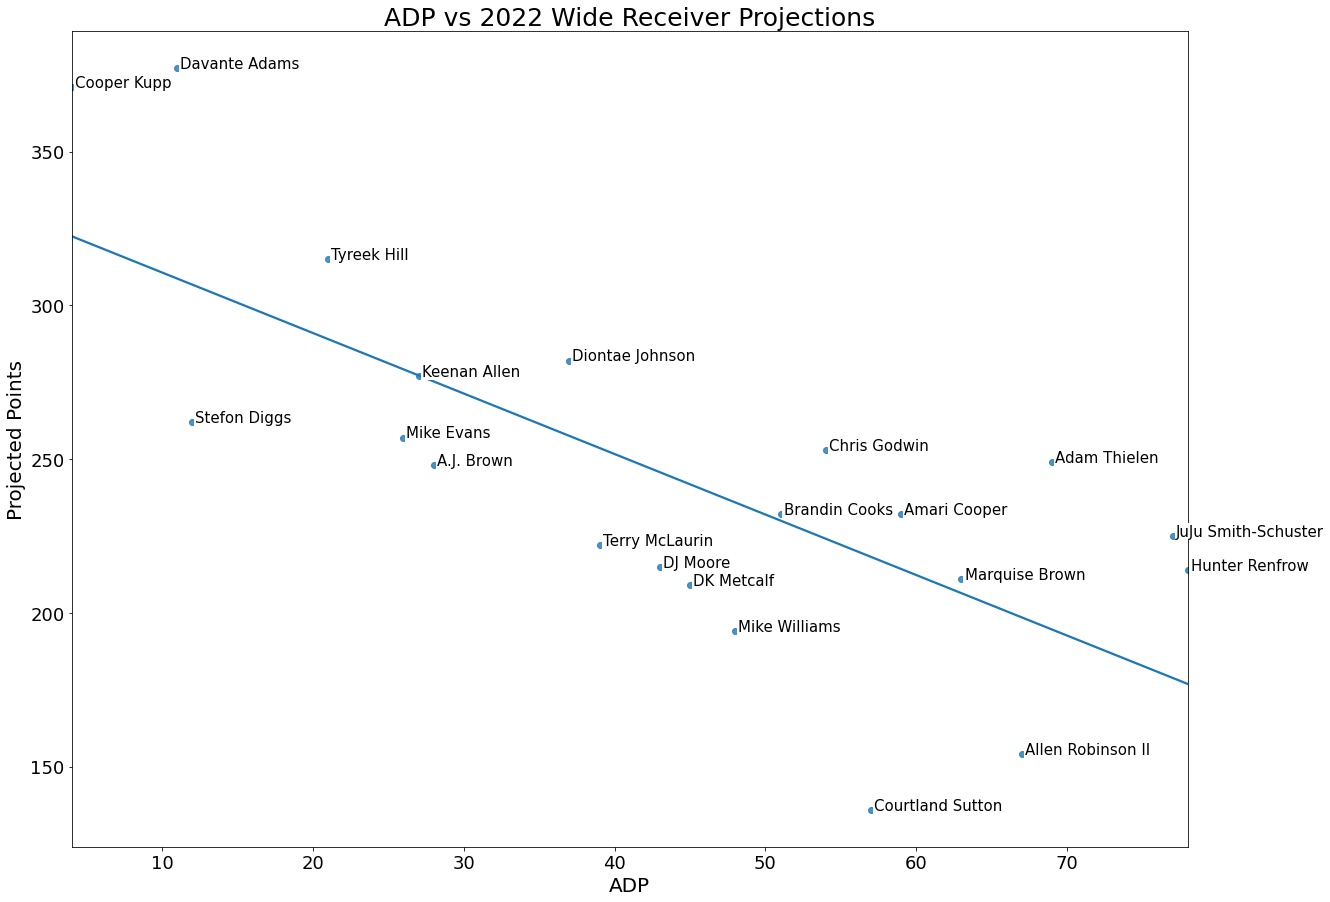 ADP vs 2022 Wide Receiver Projections
Davante Adams
Cooper Kupp
350
Tyreek Hill
300
Diontae Johnson
Keenan Allen
Projected Points
Stefon Diggs
Mike Evans
Chris Godwin
A.J. Brown
Adam Thielen
250
Brandin Cooks
Amari Cooper
JuJu Smith-Schuster
Terry McLaurin
DJ Moore
Hunter Renfrow
DK Metcalf
Marquise Brown
200
Mike Williams
Allen Robinson II
150
Courtland Sutton
10 20 30 40 50 60 70
ADP